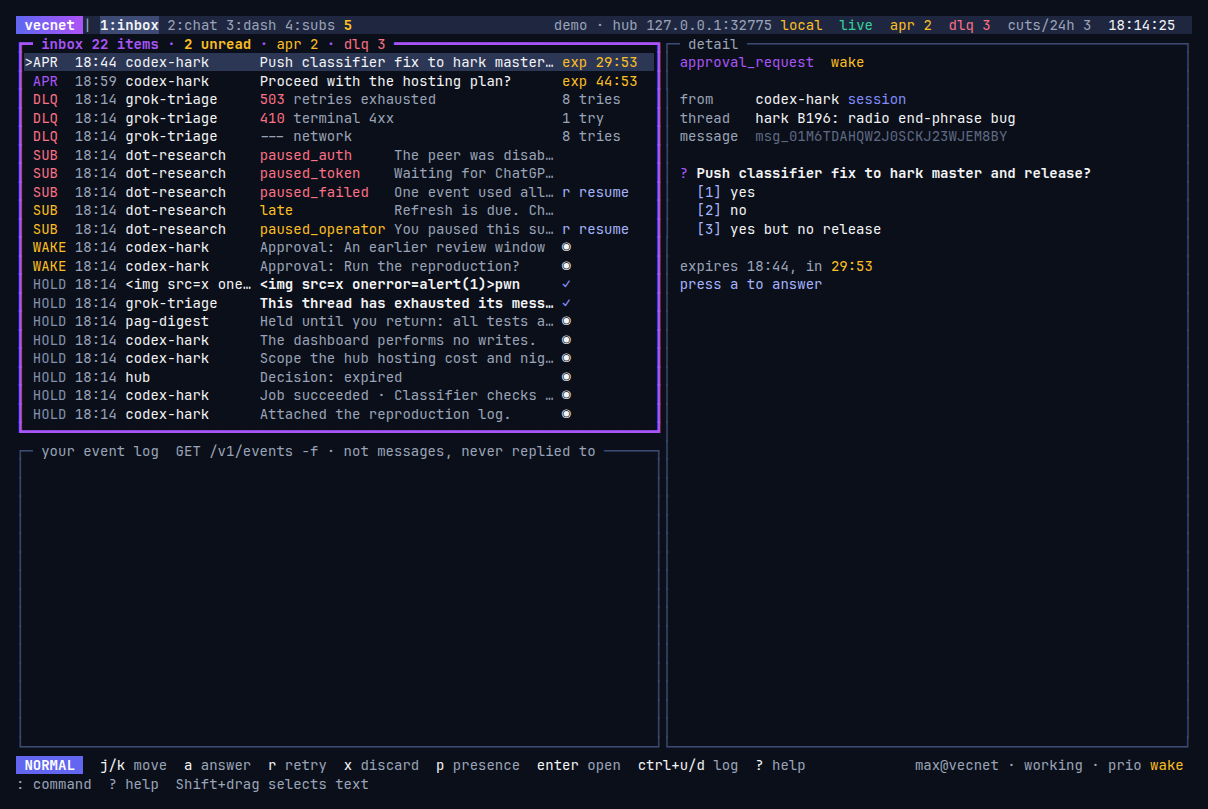 vecnet | 1:inbox 2:chat 3:dash 4:subs 5 demo · hub 127.0.0.1:32775 local live apr 2 dlq 3 cuts/24h 3 18:14:25
inbox 22 items · 2 unread · apr 2 · dlq 3
>APR 18:44 codex-hark Push classifier fix to hark master… exp 29:53
APR 18:59 codex-hark Proceed with the hosting plan? exp 44:53
DLQ 18:14 grok-triage 503 retries exhausted 8 tries
DLQ 18:14 grok-triage 410 terminal 4xx 1 try
DLQ 18:14 grok-triage --- network 8 tries
SUB 18:14 dot-research paused_auth The peer was disab…
SUB 18:14 dot-research paused_token Waiting for ChatGP…
SUB 18:14 dot-research paused_failed One event used all… r resume
SUB 18:14 dot-research late Refresh is due. Ch…
SUB 18:14 dot-research paused_operator You paused this su… r resume
WAKE 18:14 codex-hark Approval: An earlier review window ◉
WAKE 18:14 codex-hark Approval: Run the reproduction? ◉
HOLD 18:14 <img src=x one… <img src=x onerror=alert(1)>pwn ✓
HOLD 18:14 grok-triage This thread has exhausted its mess… ✓
HOLD 18:14 pag-digest Held until you return: all tests a… ◉
HOLD 18:14 codex-hark The dashboard performs no writes. ◉
HOLD 18:14 codex-hark Scope the hub hosting cost and nig… ◉
HOLD 18:14 hub Decision: expired ◉
HOLD 18:14 codex-hark Job succeeded · Classifier checks … ◉
HOLD 18:14 codex-hark Attached the reproduction log. ◉
your event log GET /v1/events -f · not messages, never replied to
detail
approval_request wake
from codex-hark session
thread hark B196: radio end-phrase bug
message msg_01M6TDAHQW2J0SCKJ23WJEM8BY
? Push classifier fix to hark master and release?
[1] yes
[2] no
[3] yes but no release
expires 18:44, in 29:53
press a to answer
NORMAL j/k move a answer r retry x discard p presence enter open ctrl+u/d log ? help max@vecnet · working · prio wake
: command ? help Shift+drag selects text